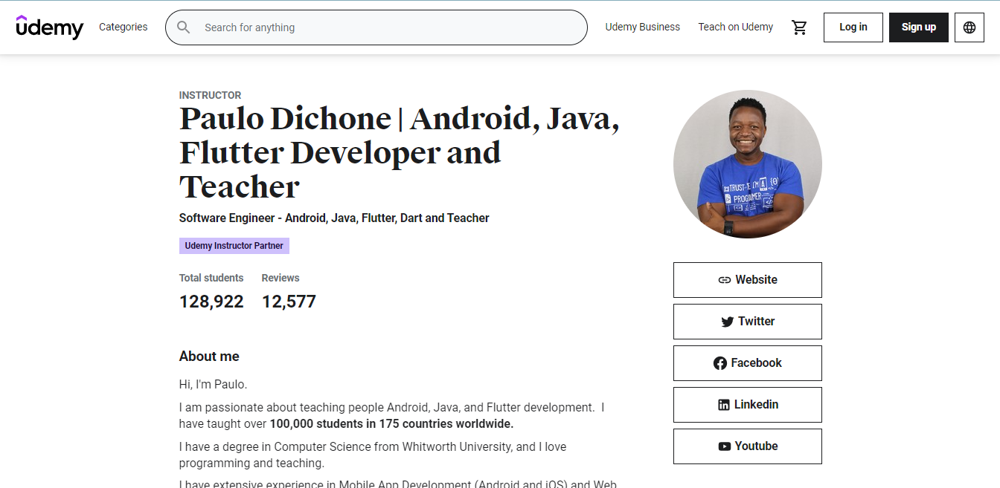 udemy
Categories
Search for anything
Udemy Business
Teach on Udemy
Log in
Sign up
INSTRUCTOR
Paulo Dichone | Android, Java,
Flutter Developer and
Teacher
Software Engineer - Android, Java, Flutter, Dart and Teacher
Udemy Instructor Partner
Total students Reviews
128,922 12,577
About me
Hi, I'm Paulo.
I am passionate about teaching people Android, Java, and Flutter development. I
have taught over 100,000 students in 175 countries worldwide.
I have a degree in Computer Science from Whitworth University, and I love
programming and teaching.
I have extensive experience in Mobile App Development (Android and iOS) and Web
TRUST
I'M
A
{0}
Website
Twitter
Facebook
Linkedin
Youtube